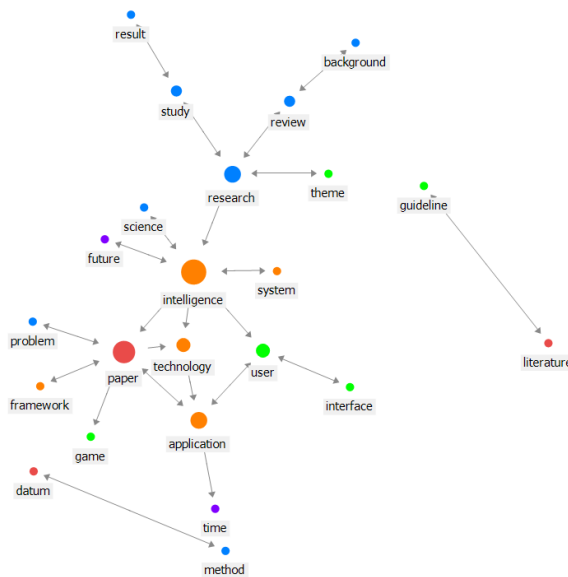 result
background
study
review
research
theme
guideline
science
future
intelligence
system
problem
technology
literature
paper
user
framework
interface
application
game
datum
time
method